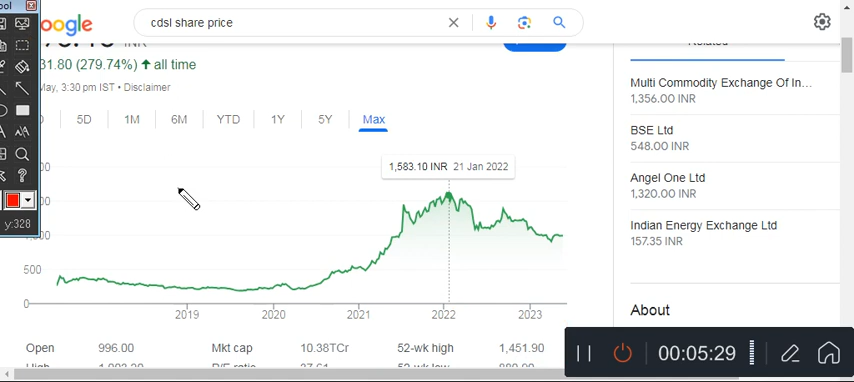 ool
oogle
cdsl share price
INR
31.80 (279.74%) ↑ all time
May, 3:30 pm IST • Disclaimer
5D 1M 6M YTD 1Y 5Y Max
1,583.10 INR 21 Jan 2022
500
0
2019 2020 2021 2022 2023
Open 996.00 Mkt cap 10.38TCr 52-wk high 1,451.90
y:328
Related
Multi Commodity Exchange Of In...
1,356.00 INR
BSE Ltd
548.00 INR
Angel One Ltd
1,320.00 INR
Indian Energy Exchange Ltd
157.35 INR
About
00:05:29